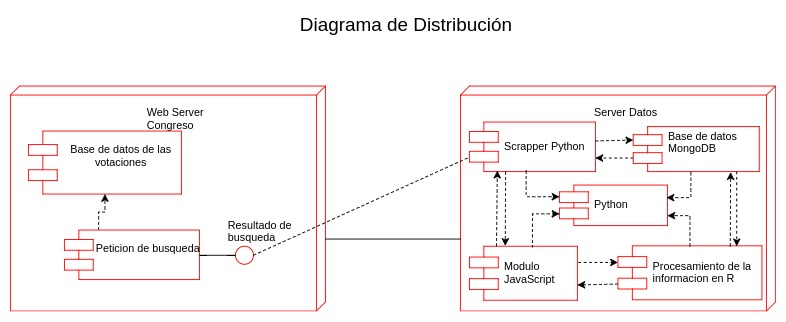 Diagrama de Distribución
Web Server
Congreso
Base de datos de las
votaciones
Peticion de busqueda
Resultado de
busqueda
Server Datos
Scrapper Python
Base de datos
MongoDB
Python
Modulo
JavaScript
Procesamiento de la
informacion en R